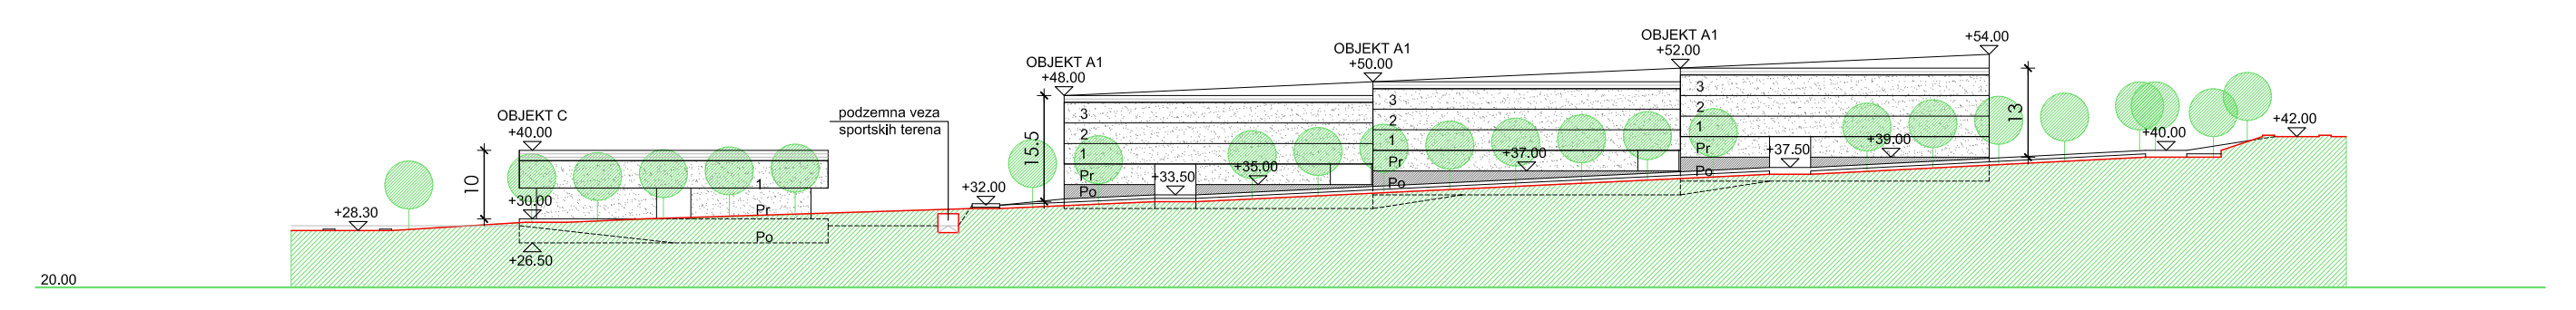 +28.30
OBJEKT C
+40.00
10
+30.00
1
Pr
Po
+26.50
podzemna veza
sportskih terena
+32.00
OBJEKT A1
+48.00
15.5
3
2
1
Pr
Po
+33.50
+35.00
OBJEKT A1
+50.00
3
2
1
Pr
Po
+37.00
OBJEKT A1
+52.00
3
2
1
Pr
Po
+37.50
+39.00
+54.00
13
+40.00
+42.00
20.00